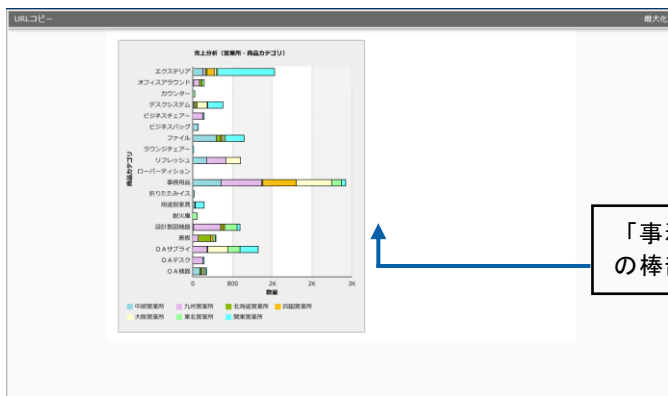 URLコピー
最大化
売上分析（営業所 - 商品カテゴリ）
商品カテゴリ
エクステリア
オフィスアラウンド
カウンター
デスクシステム
ビジネスチェアー
ビジネスバッグ
ファイル
ラウンジチェアー
リフレッシュ
ローパーティション
事務用品
折りたたみイス
用途別家具
耐火庫
設計製図機器
黒板
OAサプライ
OAデスク
OA機器
0 800 2K 2K 3K
数量
中部営業所 九州営業所 北海道営業所 四国営業所
大阪営業所 東北営業所 関東営業所
の棒